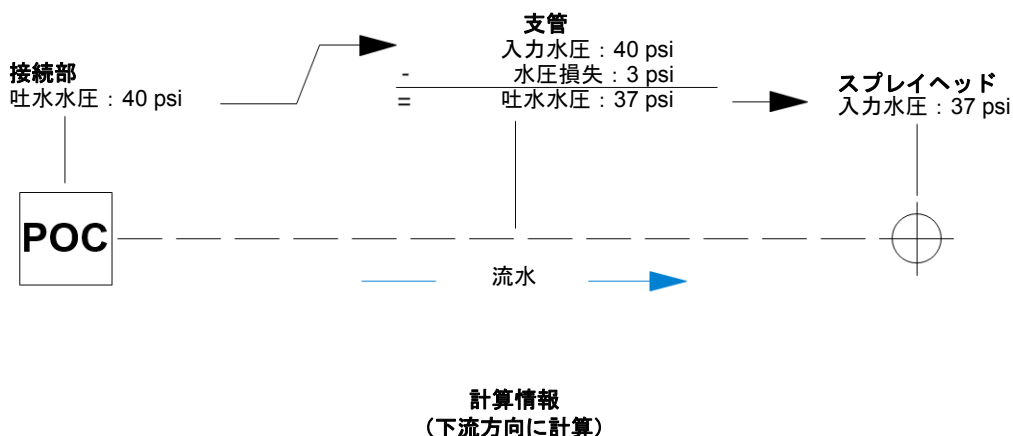 接続部
吐水水圧：40 psi
支管
入力水圧：40 psi
- 水圧損失：3 psi
= 吐水水圧：37 psi
スプレイヘッド
入力水圧：37 psi
POC
流水
計算情報
（下流方向に計算）